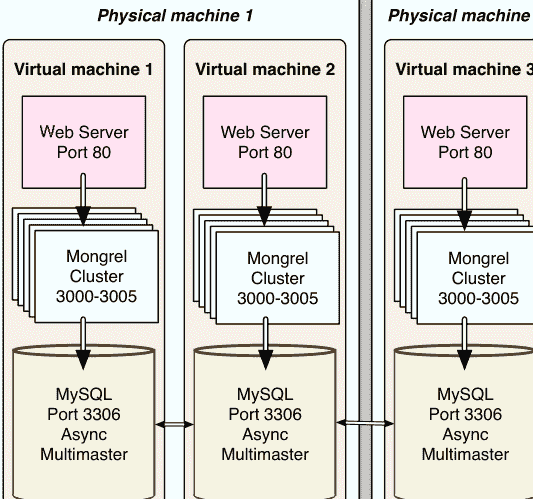 Physical machine 1
Physical machine
Virtual machine 1
Virtual machine 2
Virtual machine 3
Web Server
Port 80
Web Server
Port 80
Web Server
Port 80
Mongrel
Cluster
3000-3005
Mongrel
Cluster
3000-3005
Mongrel
Cluster
3000-3005
MySQL
Port 3306
Async
Multimaster
MySQL
Port 3306
Async
Multimaster
MySQL
Port 3306
Async
Multimaster